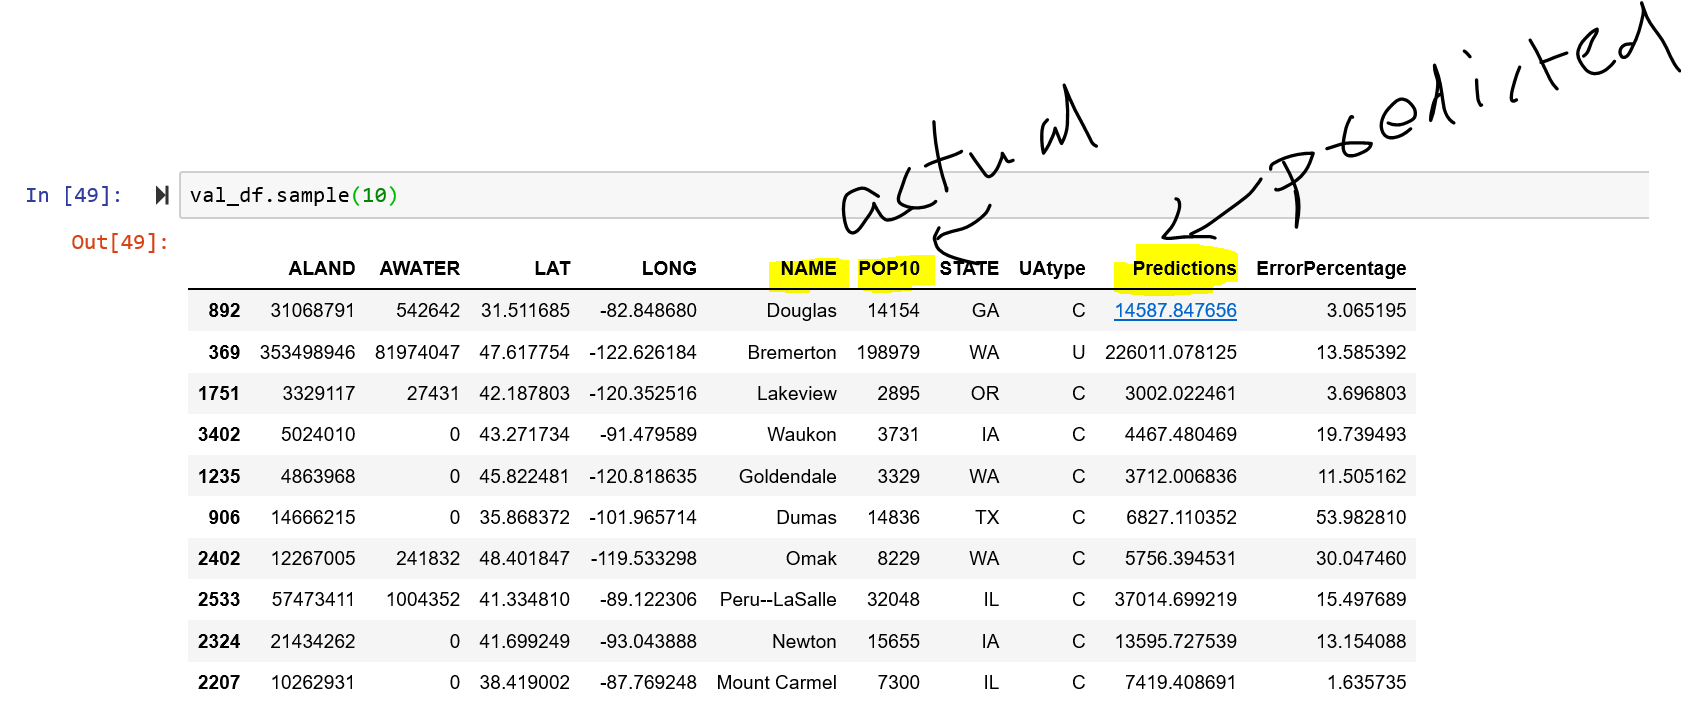 predicted
actual
In [49]: val_df.sample(10)
Out[49]:
ALAND AWATER LAT LONG NAME POP10 STATE UAtype Predictions ErrorPercentage
892 31068791 542642 31.511685 -82.848680 Douglas 14154 GA C 14587.847656 3.065195
369 353498946 81974047 47.617754 -122.626184 Bremerton 198979 WA U 226011.078125 13.585392
1751 3329117 27431 42.187803 -120.352516 Lakeview 2895 OR C 3002.022461 3.696803
3402 5024010 0 43.271734 -91.479589 Waukon 3731 IA C 4467.480469 19.739493
1235 4863968 0 45.822481 -120.818635 Goldendale 3329 WA C 3712.006836 11.505162
906 14666215 0 35.868372 -101.965714 Dumas 14836 TX C 6827.110352 53.982810
2402 12267005 241832 48.401847 -119.533298 Omak 8229 WA C 5756.394531 30.047460
2533 57473411 1004352 41.334810 -89.122306 Peru--LaSalle 32048 IL C 37014.699219 15.497689
2324 21434262 0 41.699249 -93.043888 Newton 15655 IA C 13595.727539 13.154088
2207 10262931 0 38.419002 -87.769248 Mount Carmel 7300 IL C 7419.408691 1.635735